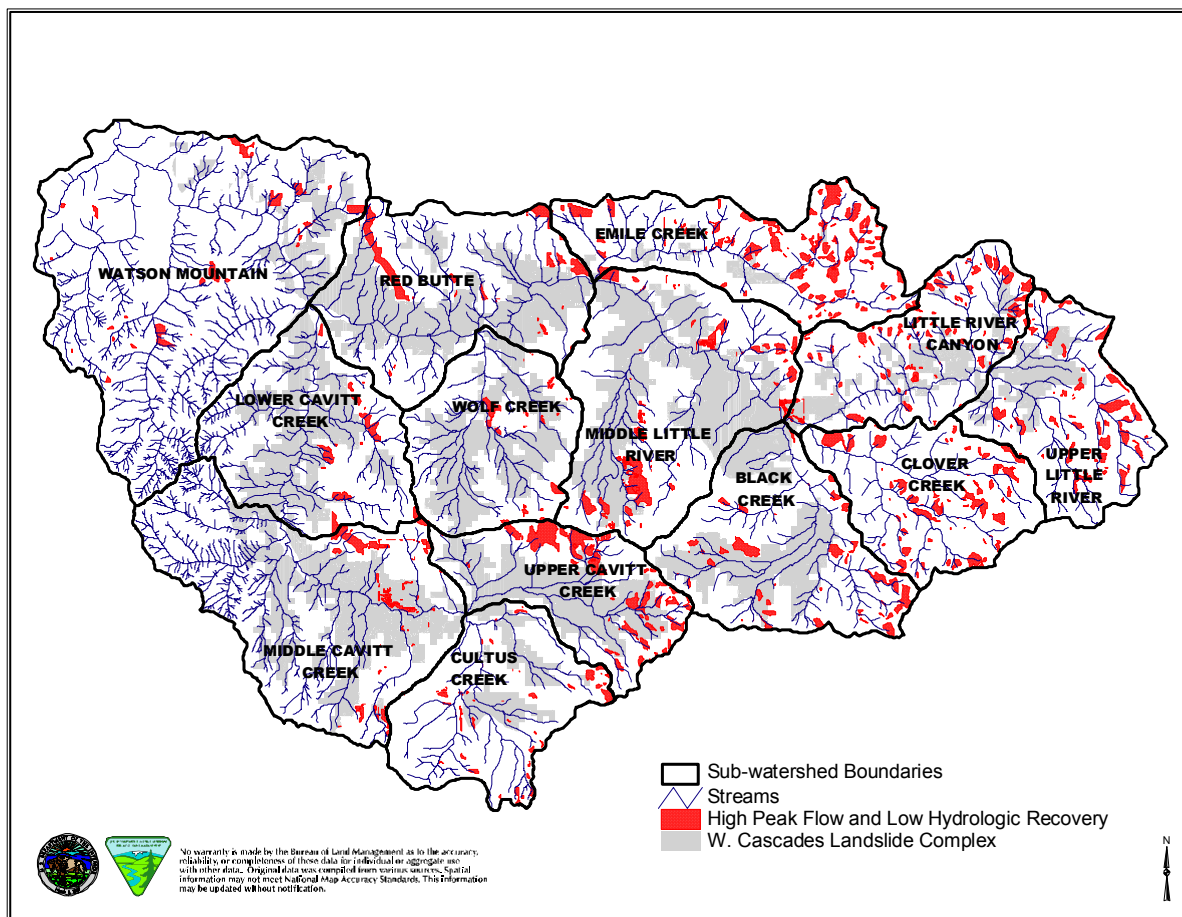 EMILE CREEK
WATSON MOUNTAIN
RED BUTTE
LITTLE RIVER
CANYON
LOWER CAVITT
CREEK
WOLF CREEK
MIDDLE LITTLE
RIVER
BLACK
CREEK
CLOVER
CREEK
UPPER
LITTLE
RIVER
UPPER CAVITT
CREEK
MIDDLE CAVITT
CREEK
CULTUS
CREEK
Sub-watershed Boundaries
Streams
High Peak Flow and Low Hydrologic Recovery
W. Cascades Landslide Complex
N
No warranty is made by the Bureau of Land Management as to the accuracy,
reliability, or completeness of these data for individual or aggregate use
with other data. Original data was compiled from various sources. Spatial
information may not meet National Map Accuracy Standards. This information
may be updated without notification.